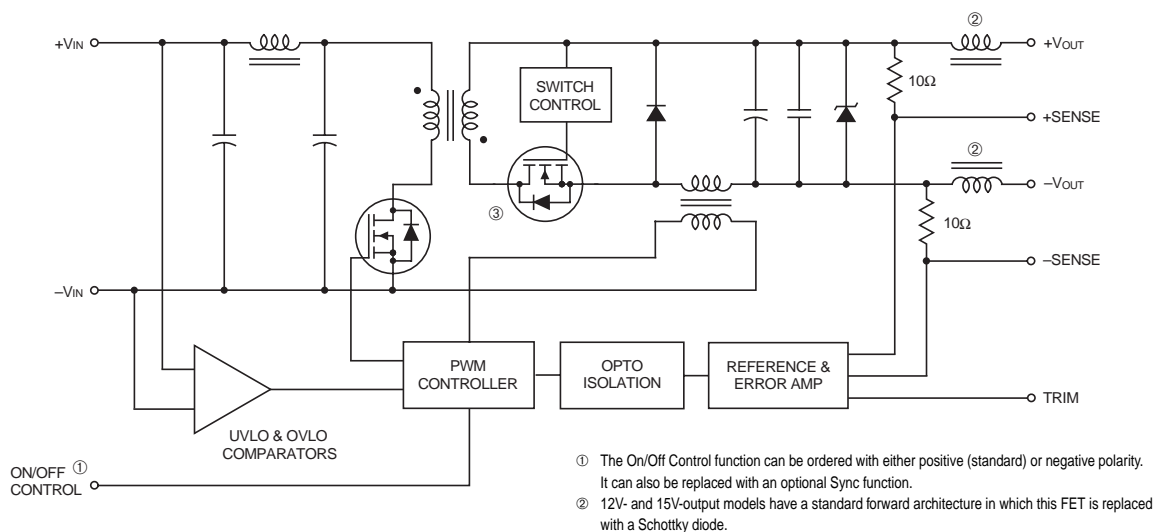 ②
+VIN
+VOUT
10Ω
SWITCH
CONTROL
+SENSE
②
–VOUT
③
10Ω
–SENSE
–VIN
PWM
CONTROLLER
OPTO
ISOLATION
REFERENCE &
ERROR AMP
TRIM
UVLO & OVLO
COMPARATORS
ON/OFF ①
CONTROL
① The On/Off Control function can be ordered with either positive (standard) or negative polarity.
It can also be replaced with an optional Sync function.
② 12V- and 15V-output models have a standard forward architecture in which this FET is replaced
with a Schottky diode.